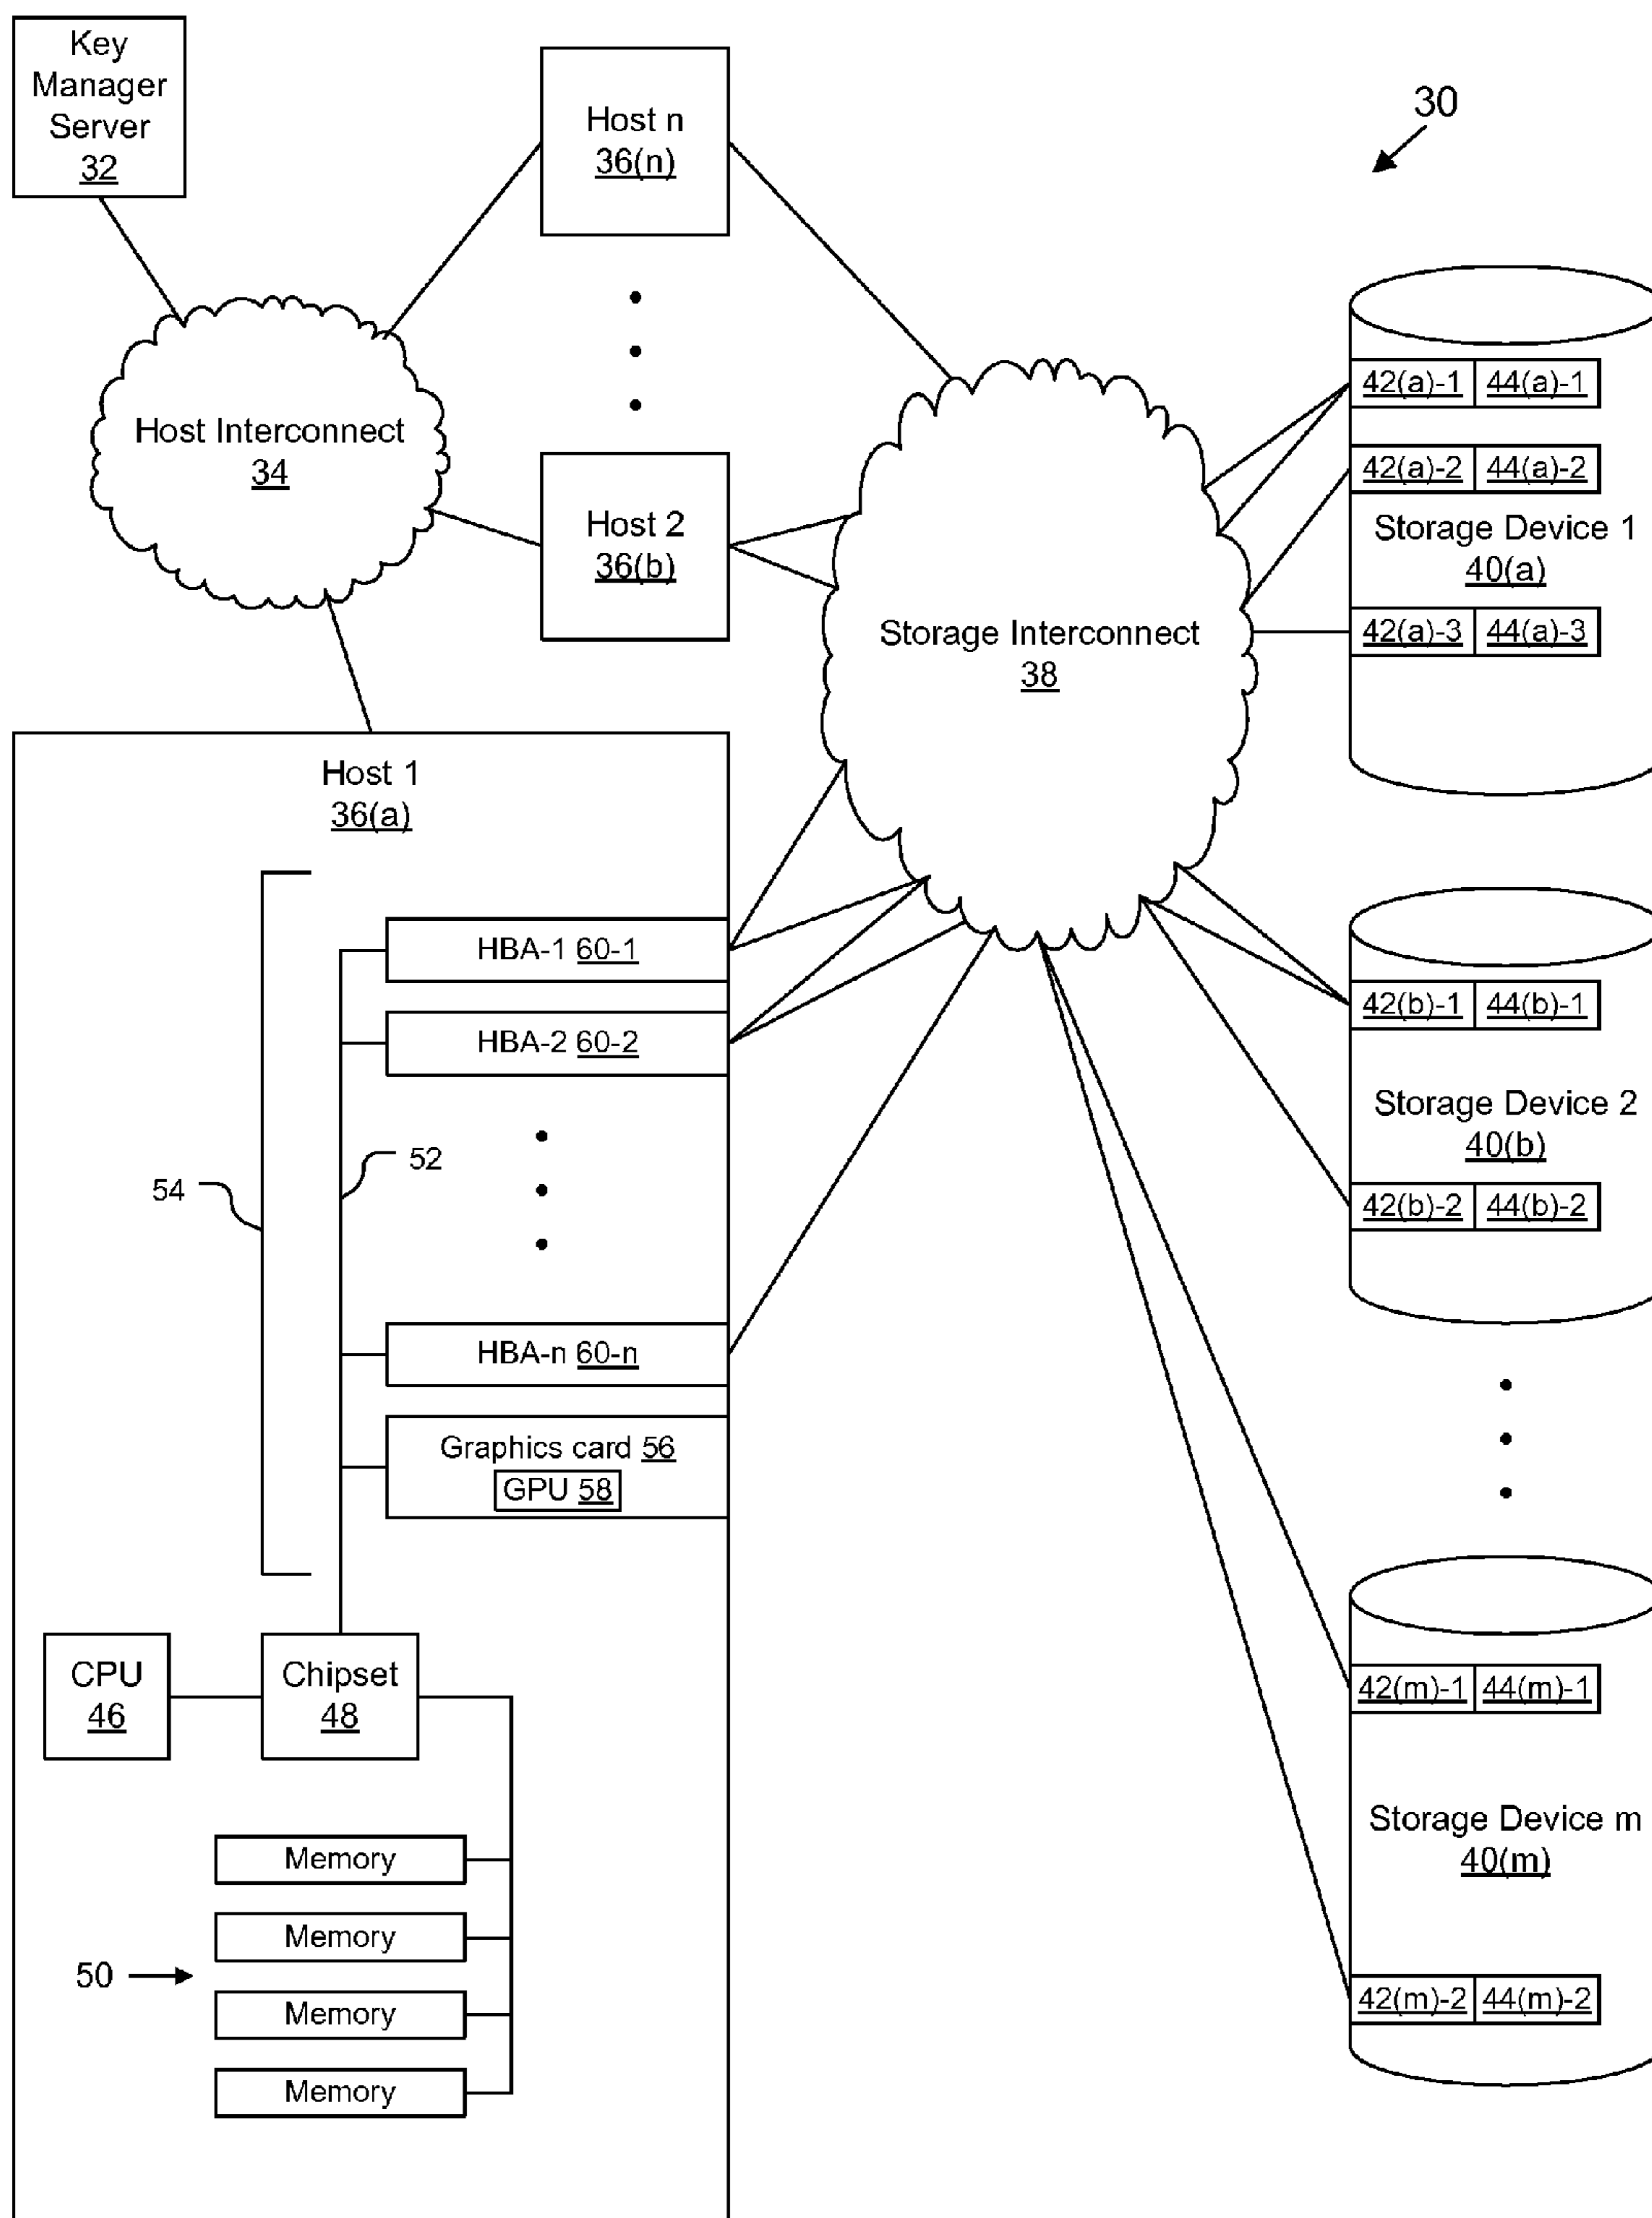 Key
Manager
Server
32
Host n
36(n)
30
Host Interconnect
34
Host 2
36(b)
Storage Interconnect
38
42(a)-1 44(a)-1
42(a)-2 44(a)-2
Storage Device 1
40(a)
42(a)-3 44(a)-3
Host 1
36(a)
HBA-1 60-1
HBA-2 60-2
52
54
HBA-n 60-n
Graphics card 56
GPU 58
CPU
46
Chipset
48
50
Memory
Memory
Memory
Memory
42(b)-1 44(b)-1
Storage Device 2
40(b)
42(b)-2 44(b)-2
42(m)-1 44(m)-1
Storage Device m
40(m)
42(m)-2 44(m)-2